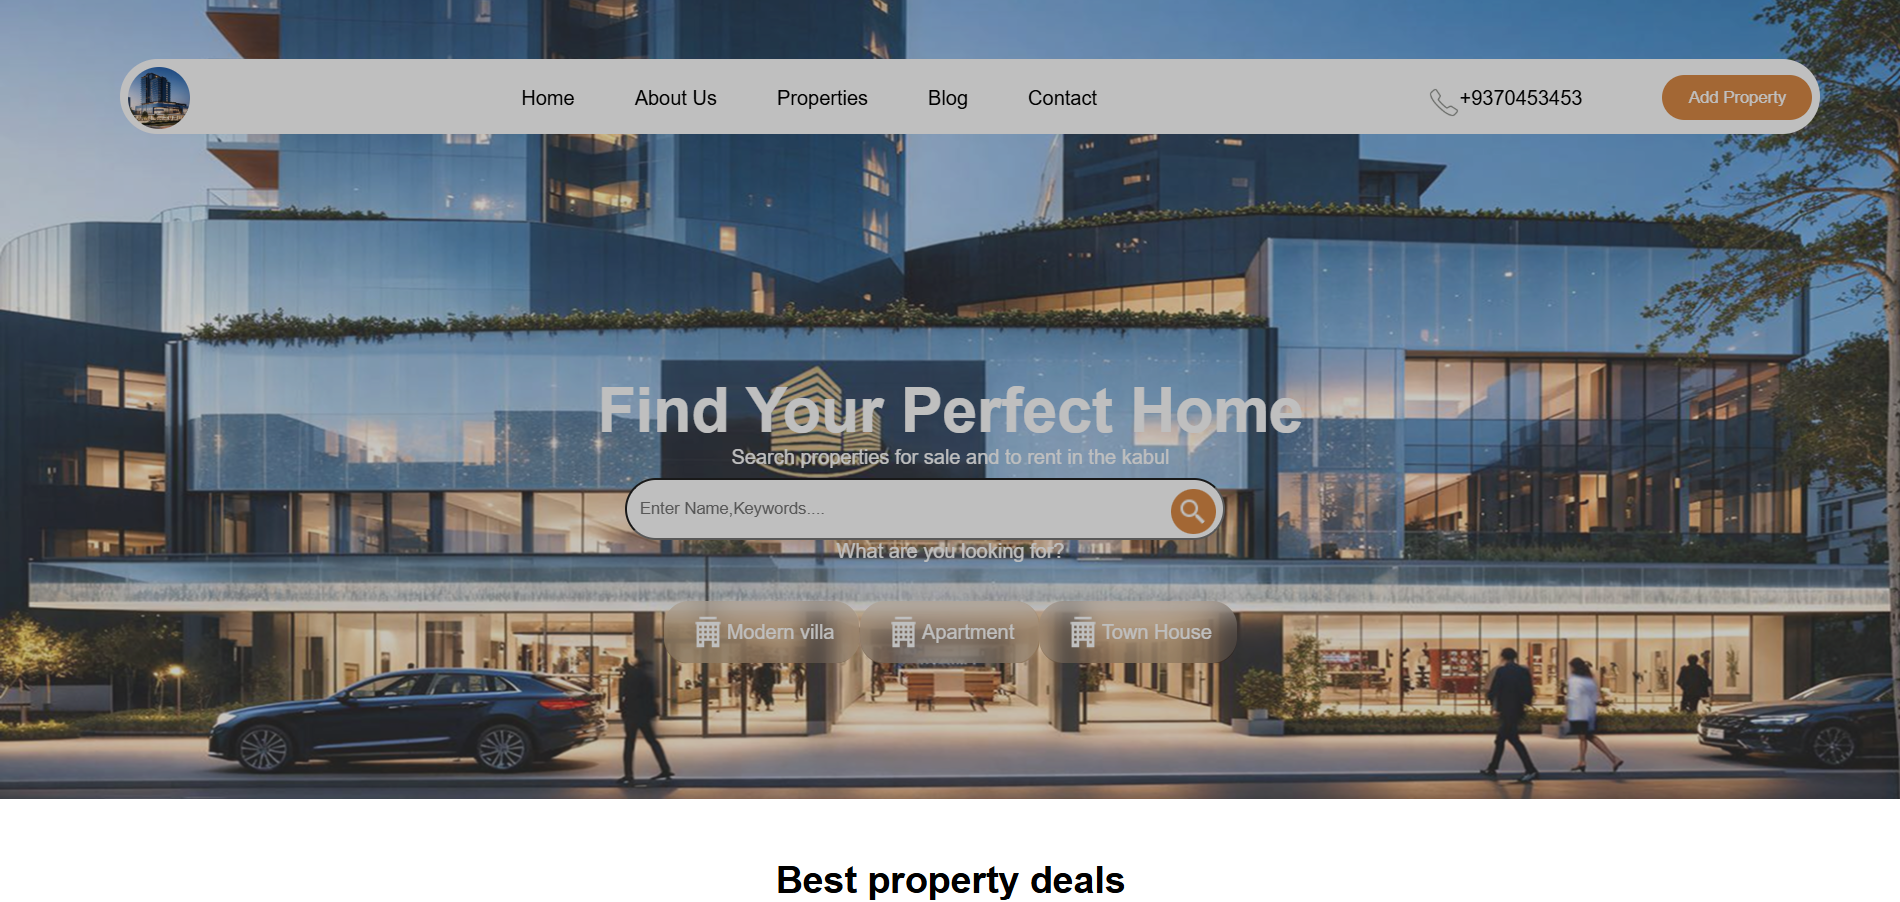 Home
About Us
Properties
Blog
Contact
+9370453453
Add Property
Find Your Perfect Home
Search properties for sale and to rent in the kabul
Enter Name,Keywords....
What are you looking for?
Modern villa
Apartment
Town House
Best property deals